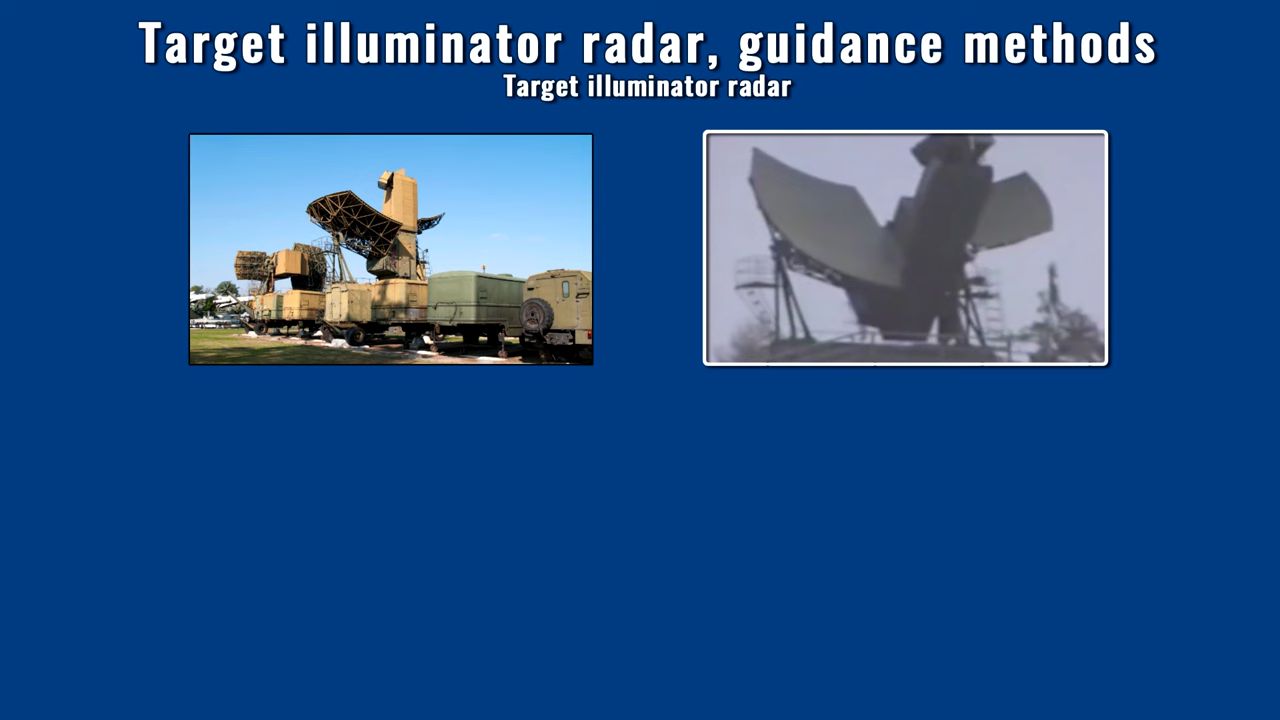 Target illuminator radar, guidance methods
Target illuminator radar